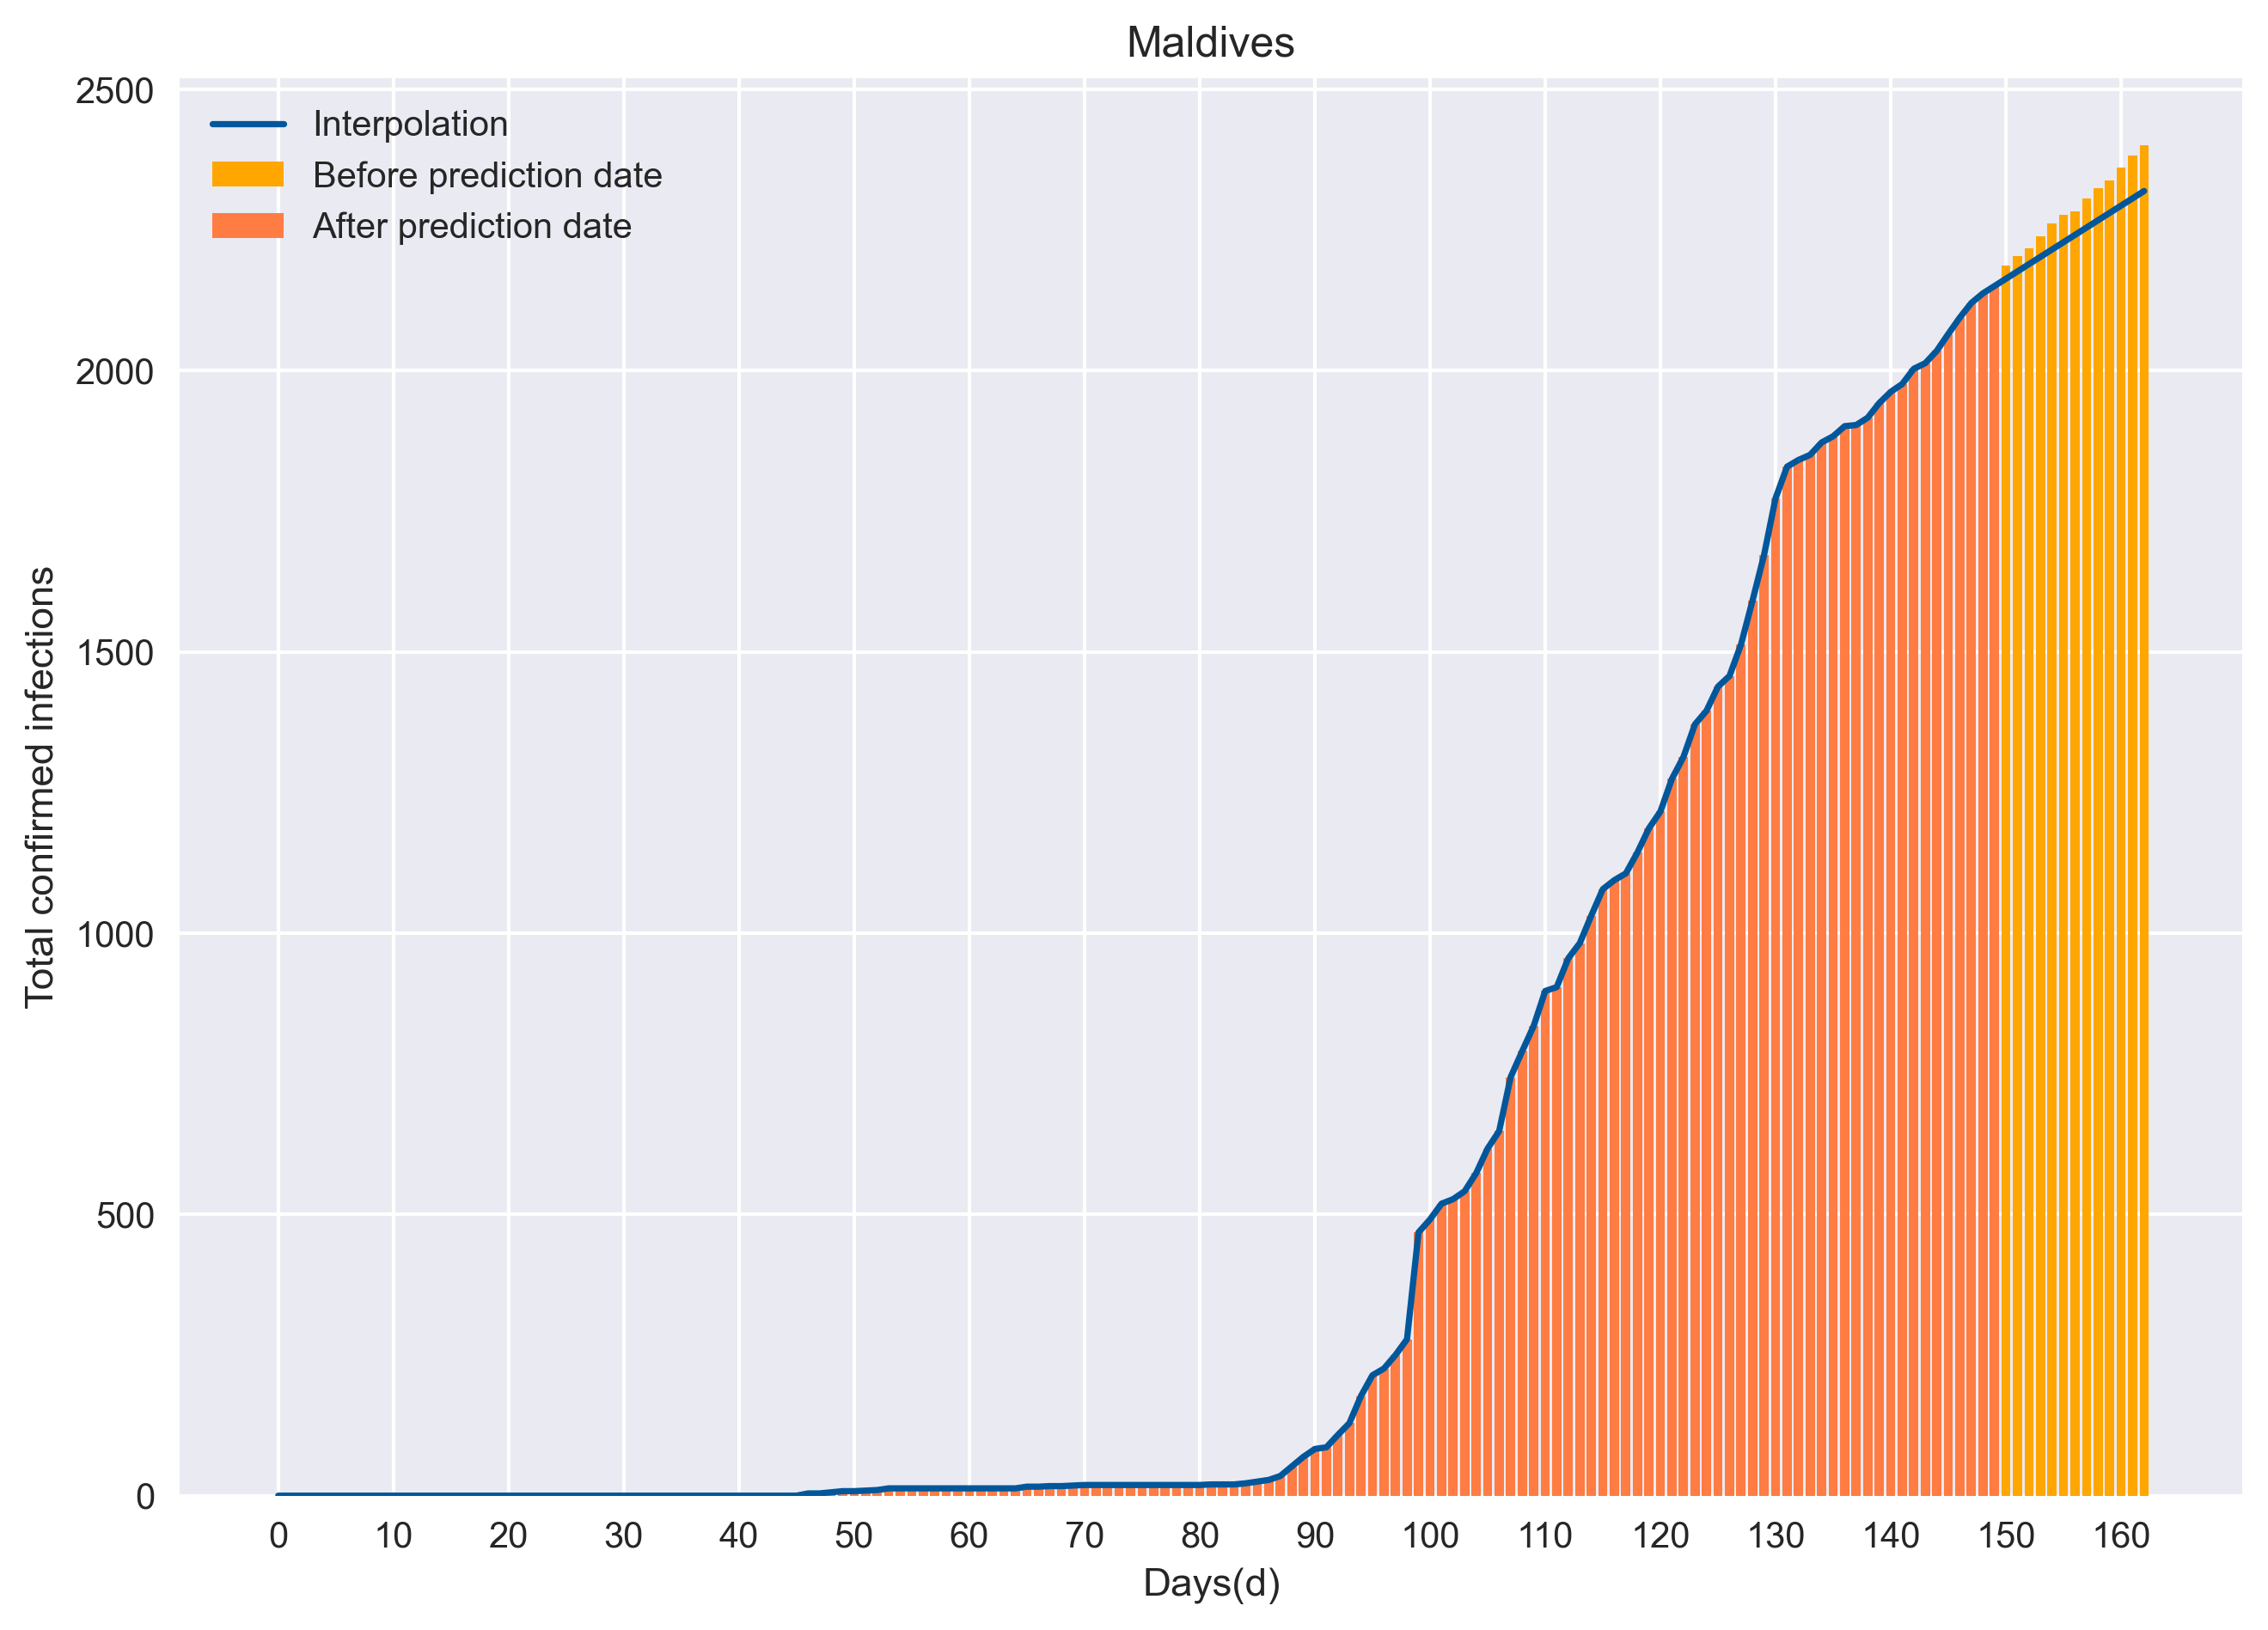 Maldives
2500
2000
1500
1000
500
0
Total confirmed infections
Interpolation
Before prediction date
After prediction date
0 10 20 30 40 50 60 70 80 90 100 110 120 130 140 150 160
Days(d)